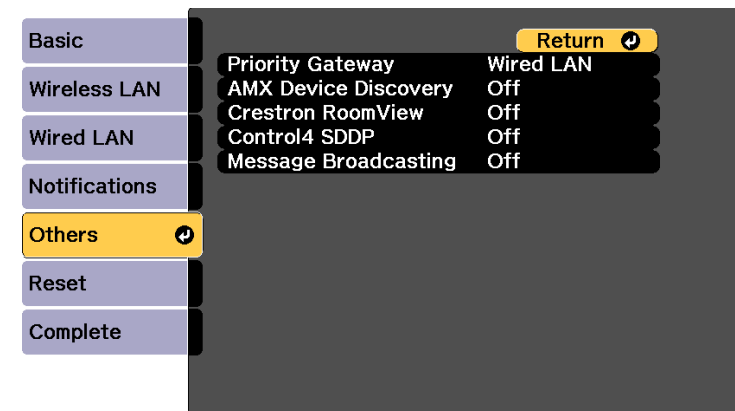 Basic
Wireless LAN
Wired LAN
Notifications
Others
Reset
Complete
Return
Priority Gateway Wired LAN
AMX Device Discovery Off
Crestron RoomView Off
Control4 SDDP Off
Message Broadcasting Off